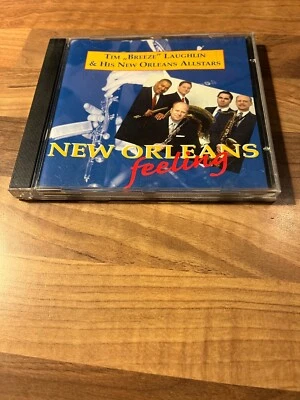 Tim „Breeze" Laughlin
& His New Orleans Allstars
NEW ORLEANS
feeling